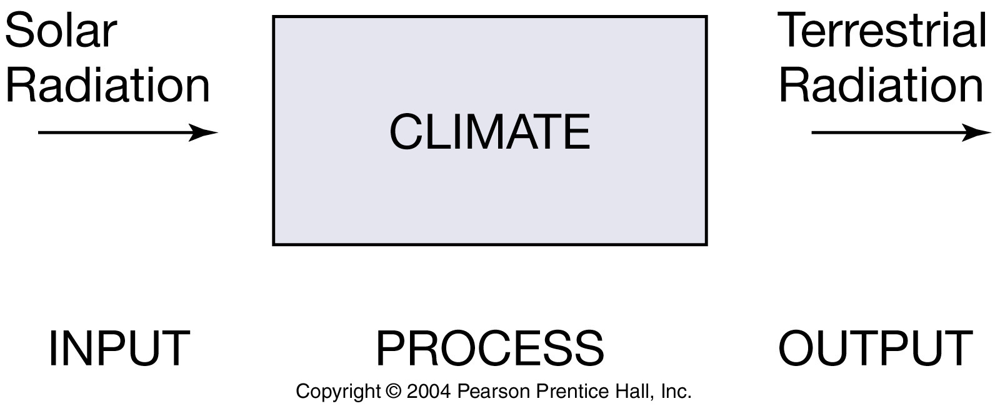 Solar
Radiation
CLIMATE
Terrestrial
Radiation
INPUT
PROCESS
OUTPUT
Copyright © 2004 Pearson Prentice Hall, Inc.